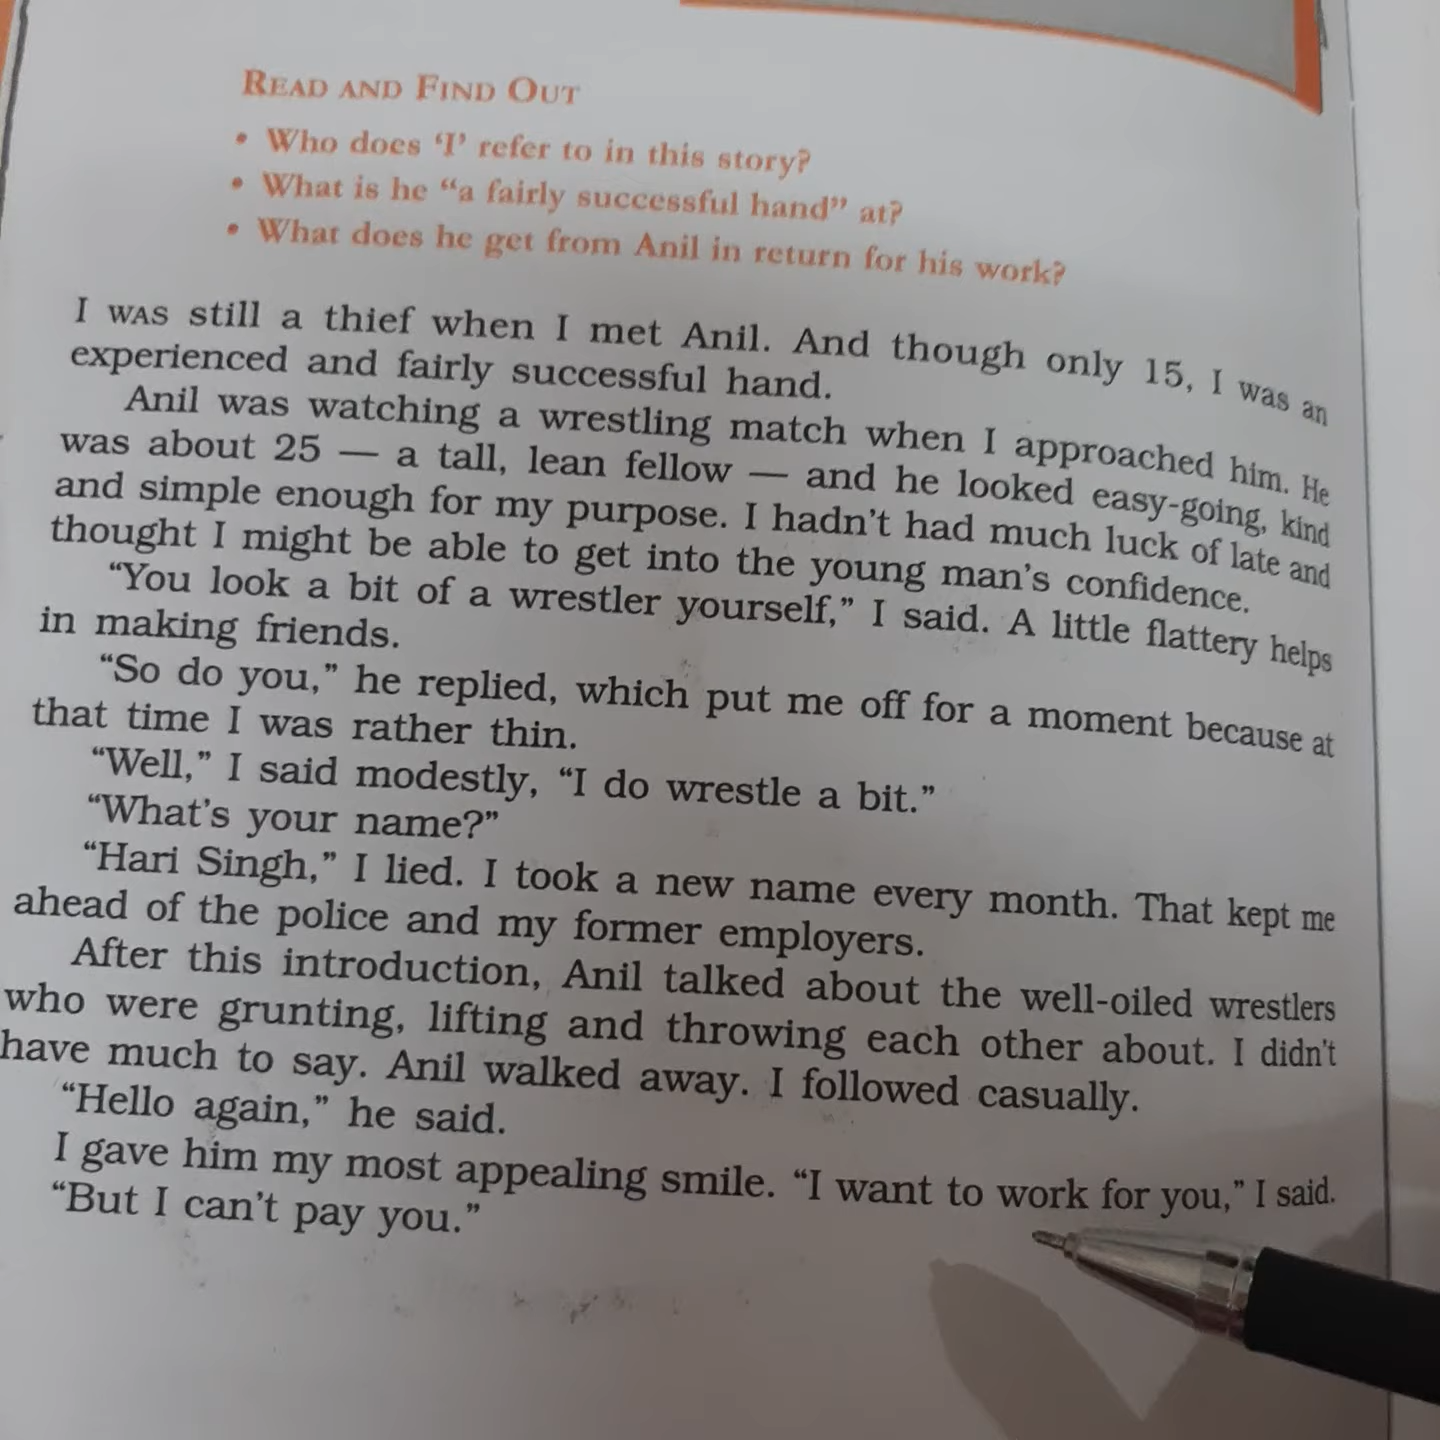 READ AND FIND OUT
• Who does ‘I’ refer to in this story?
• What is he “a fairly successful hand” at?
• What does he get from Anil in return for his work?
I WAS still a thief when I met Anil. And though only 15, I was an
experienced and fairly successful hand.
Anil was watching a wrestling match when I approached him. He
was about 25 — a tall, lean fellow — and he looked easy-going, kind
and simple enough for my purpose. I hadn’t had much luck of late and
thought I might be able to get into the young man’s confidence.
“You look a bit of a wrestler yourself,” I said. A little flattery helps
in making friends.
“So do you,” he replied, which put me off for a moment because at
that time I was rather thin.
“Well,” I said modestly, “I do wrestle a bit.”
“What’s your name?”
“Hari Singh,” I lied. I took a new name every month. That kept me
ahead of the police and my former employers.
After this introduction, Anil talked about the well-oiled wrestlers
who were grunting, lifting and throwing each other about. I didn’t
have much to say. Anil walked away. I followed casually.
“Hello again,” he said.
I gave him my most appealing smile. “I want to work for you,” I said.
“But I can’t pay you.”